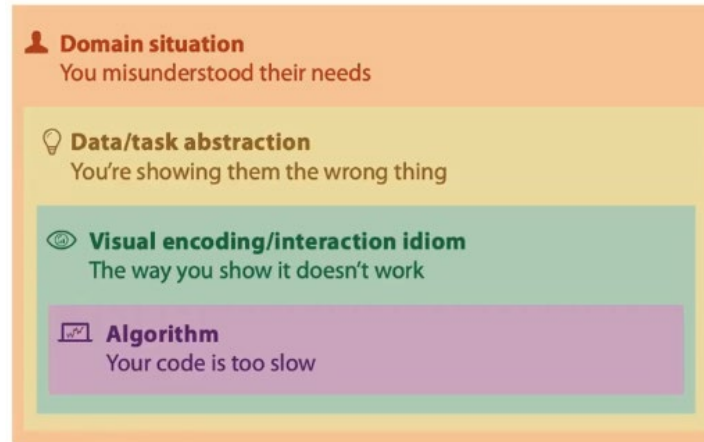 Domain situation
You misunderstood their needs
Data/task abstraction
You're showing them the wrong thing
Visual encoding/interaction idiom
The way you show it doesn't work
Algorithm
Your code is too slow